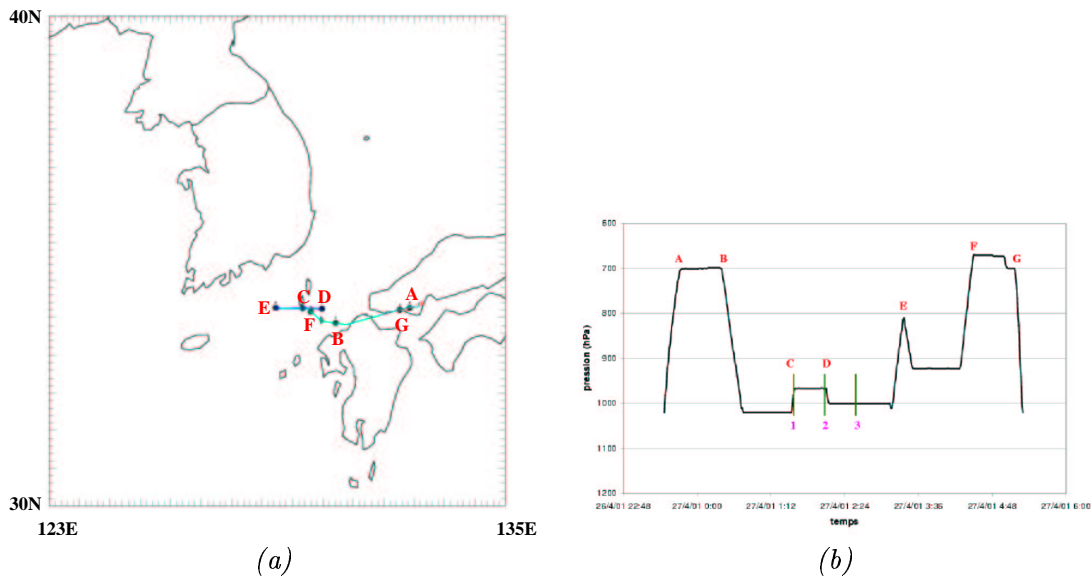 40N
E
C D
F
B
G
A
30N
123E
135E
(a)
600
700
800
900
1000
1100
1200
pression (hPa)
A
B
C
D
E
F
G
1
2
3
26/4/01 22:48
27/4/01 0:00
27/4/01 1:12
27/4/01 2:24
27/4/01 3:36
27/4/01 4:48
27/4/01 6:00
temps
(b)